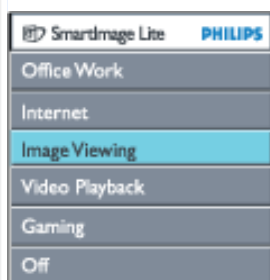 SmartImage Lite PHILIPS
Office Work
Internet
Image Viewing
Video Playback
Gaming
Off